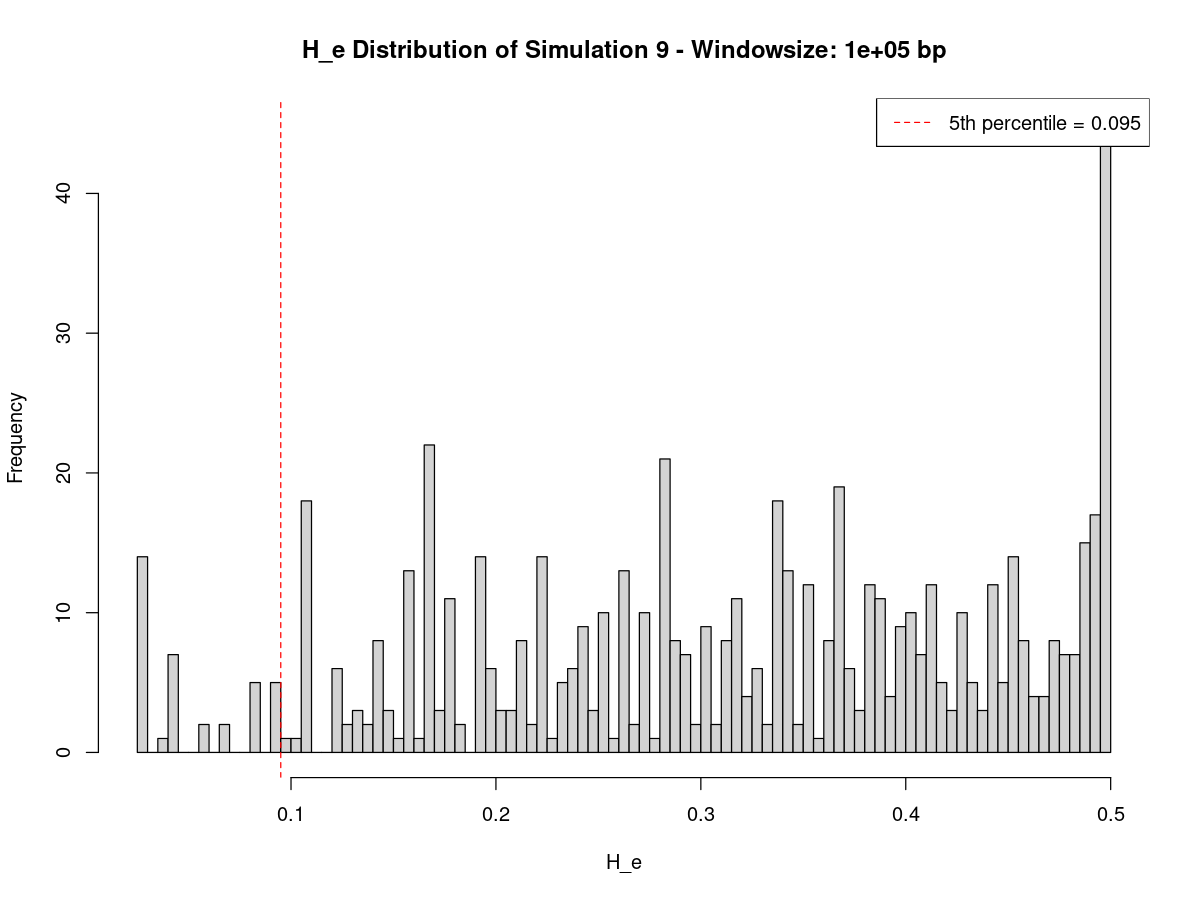 H_e Distribution of Simulation 9 - Windowsize: 1e+05 bp
5th percentile = 0.095
Frequency
40
30
20
10
0
0.1 0.2 0.3 0.4 0.5
H_e